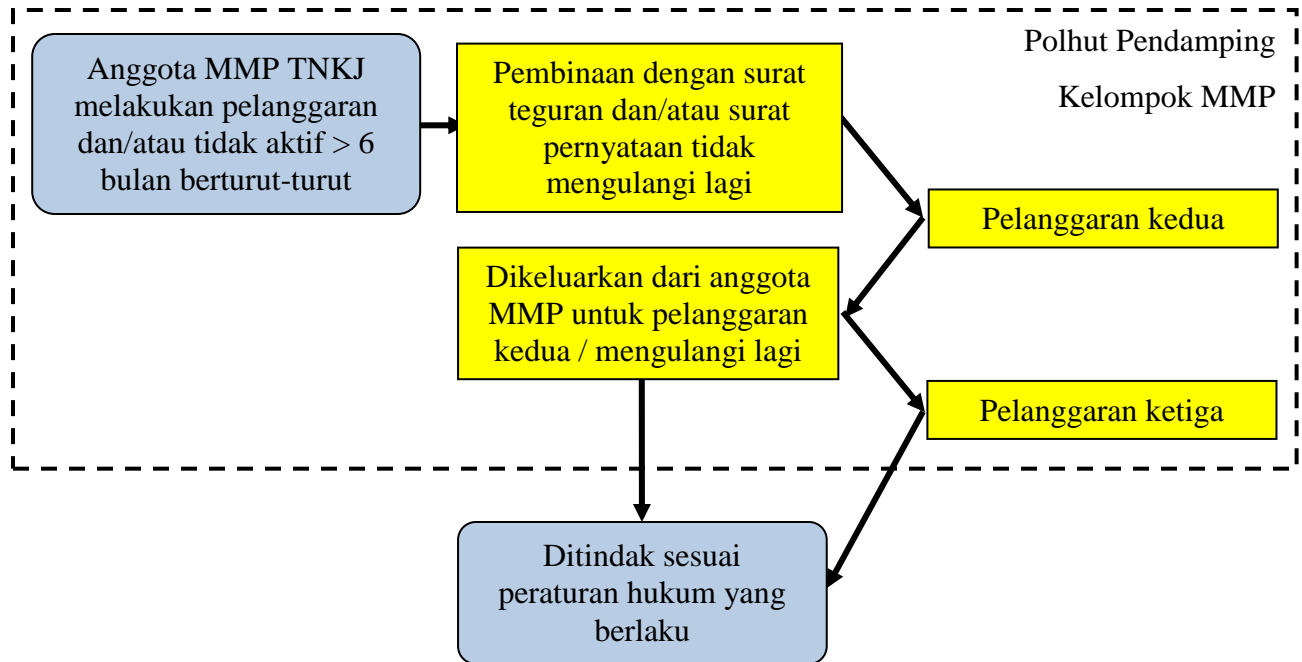 Polhut Pendamping
Kelompok MMP
Anggota MMP TNKJ
melakukan pelanggaran
dan/atau tidak aktif > 6
bulan berturut-turut
Pembinaan dengan surat
teguran dan/atau surat
pernyataan tidak
mengulangi lagi
Pelanggaran kedua
Dikeluarkan dari anggota
MMP untuk pelanggaran
kedua / mengulangi lagi
Pelanggaran ketiga
Ditindak sesuai
peraturan hukum yang
berlaku